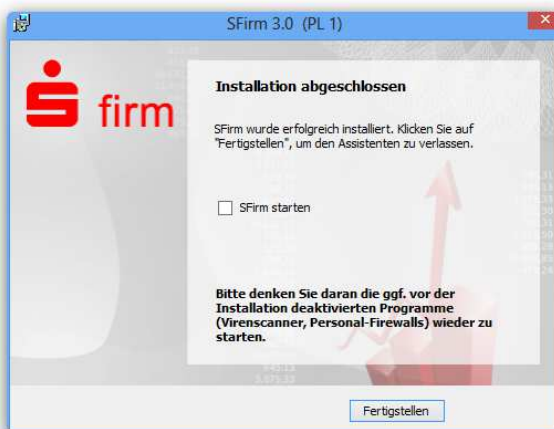 SFirm 3.0 (PL 1)
S firm
Installation abgeschlossen
SFirm wurde erfolgreich installiert. Klicken Sie auf
"Fertigstellen", um den Assistenten zu verlassen.
SFirm starten
Bitte denken Sie daran die ggf. vor der
Installation deaktivierten Programme
(Virenscanner, Personal-Firewalls) wieder zu
starten.
Fertigstellen